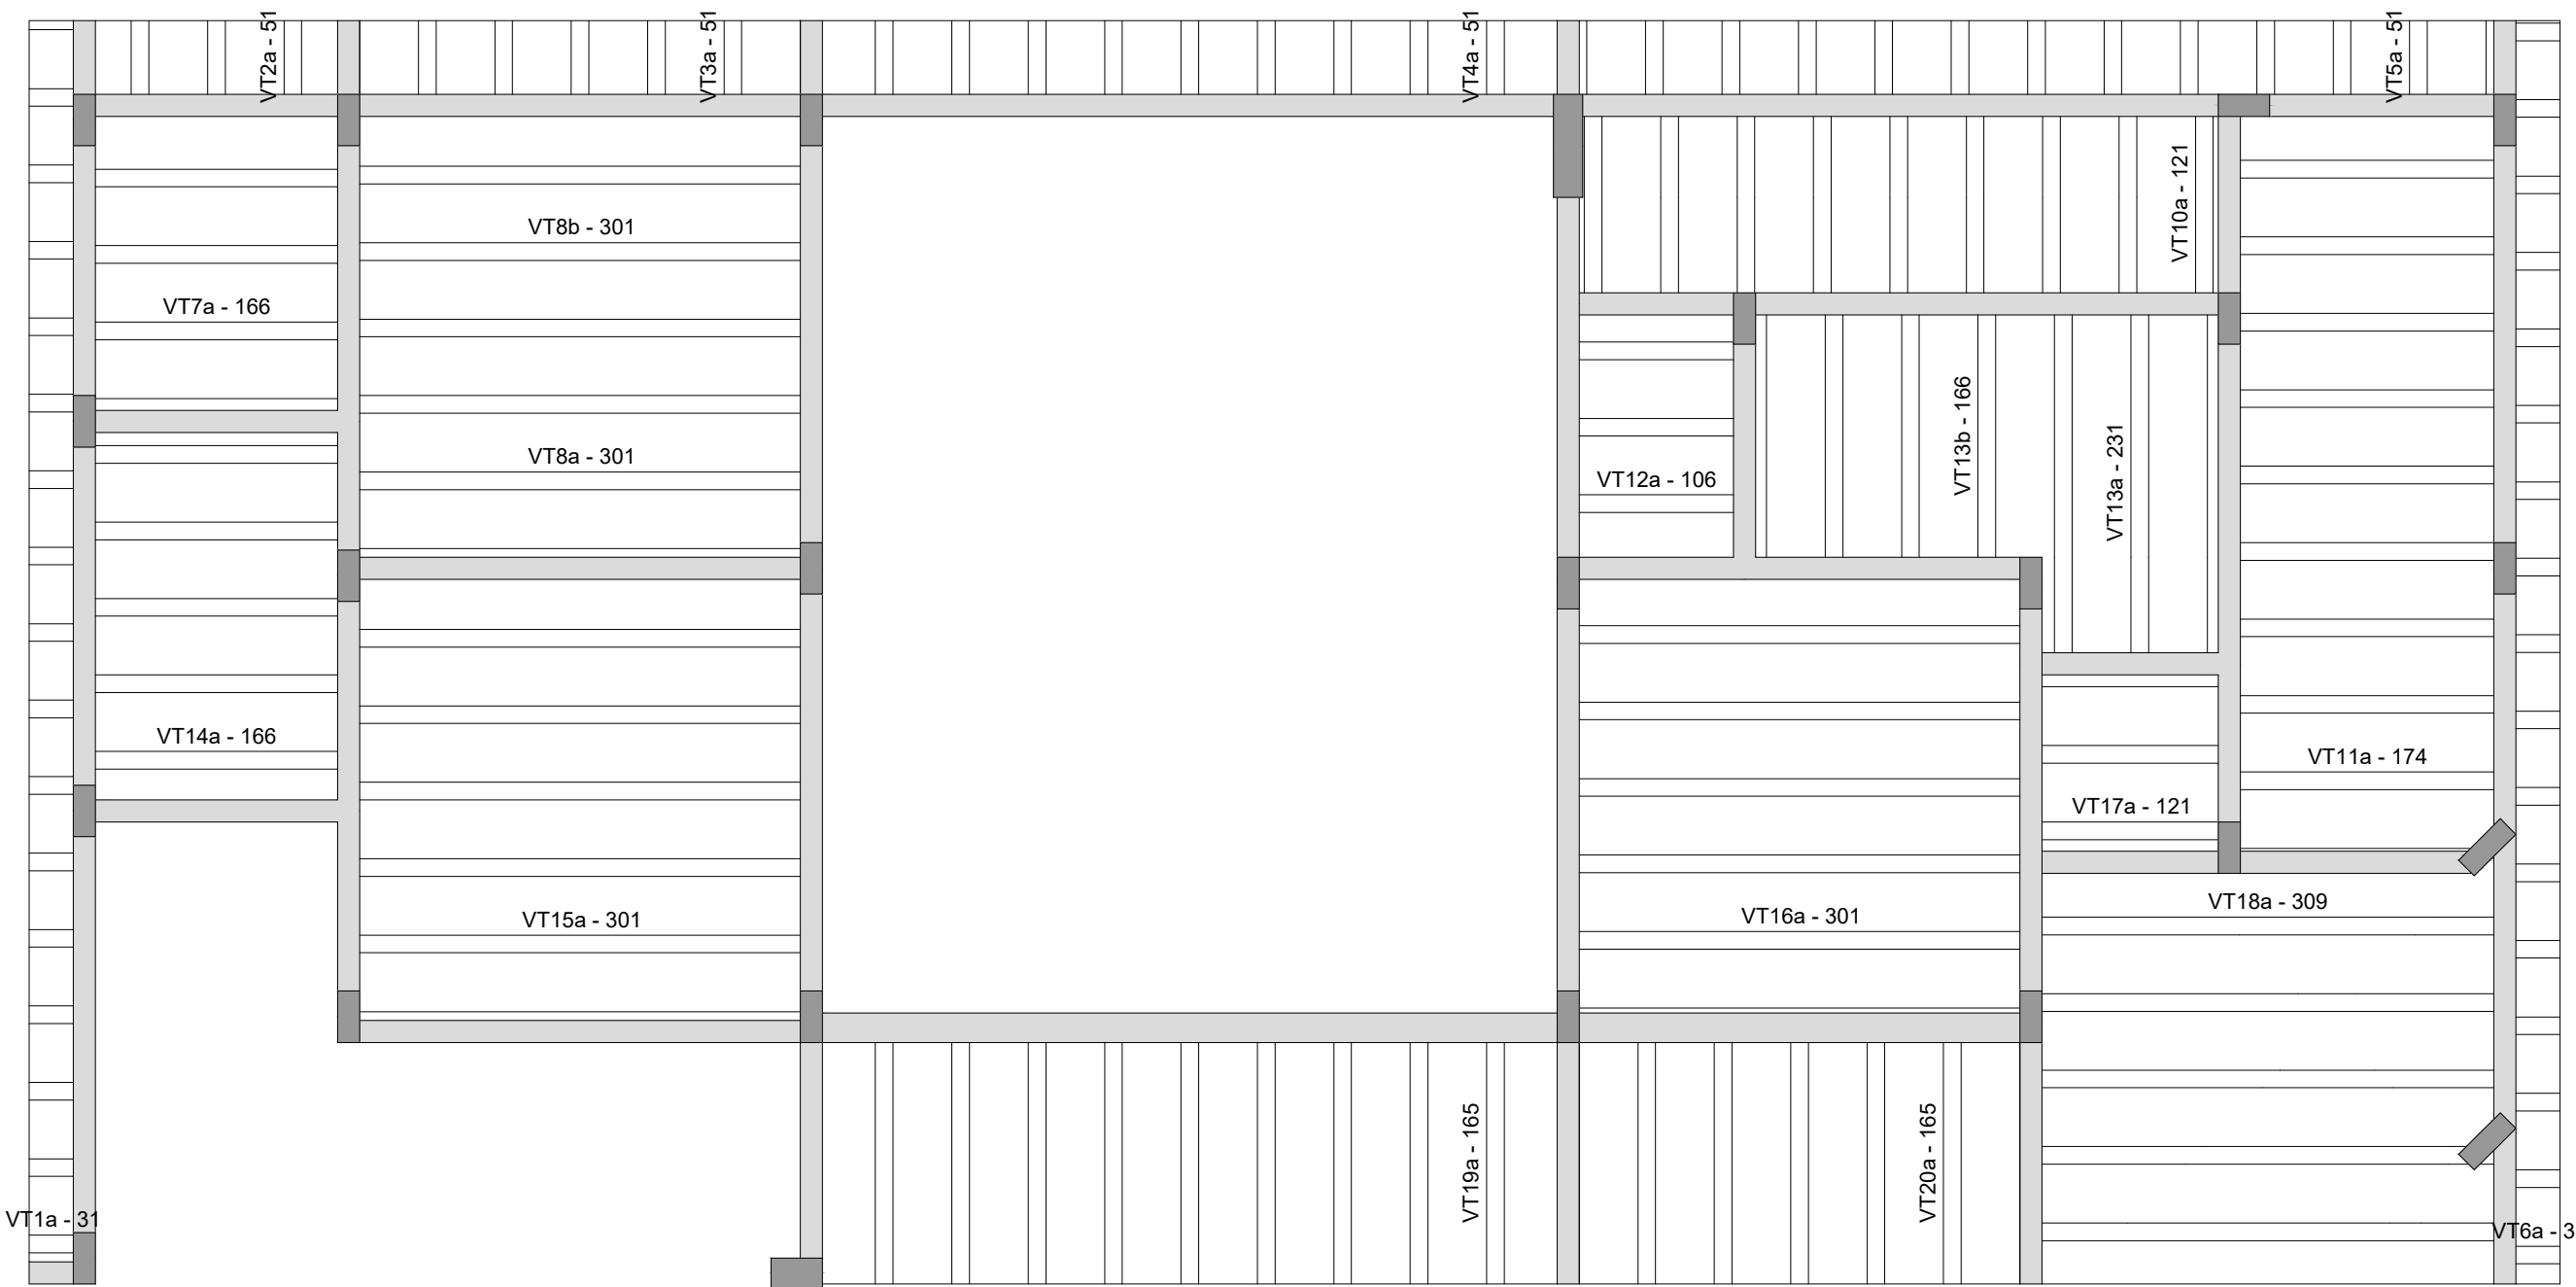 VT2a - 51
VT3a - 51
VT4a - 51
VT5a - 51
VT8b - 301
VT10a - 121
VT7a - 166
VT13b - 166
VT8a - 301
VT12a - 106
VT13a - 231
VT14a - 166
VT11a - 174
VT17a - 121
VT18a - 309
VT15a - 301
VT16a - 301
VT19a - 165
VT20a - 165
VT1a - 31
VT6a - 3